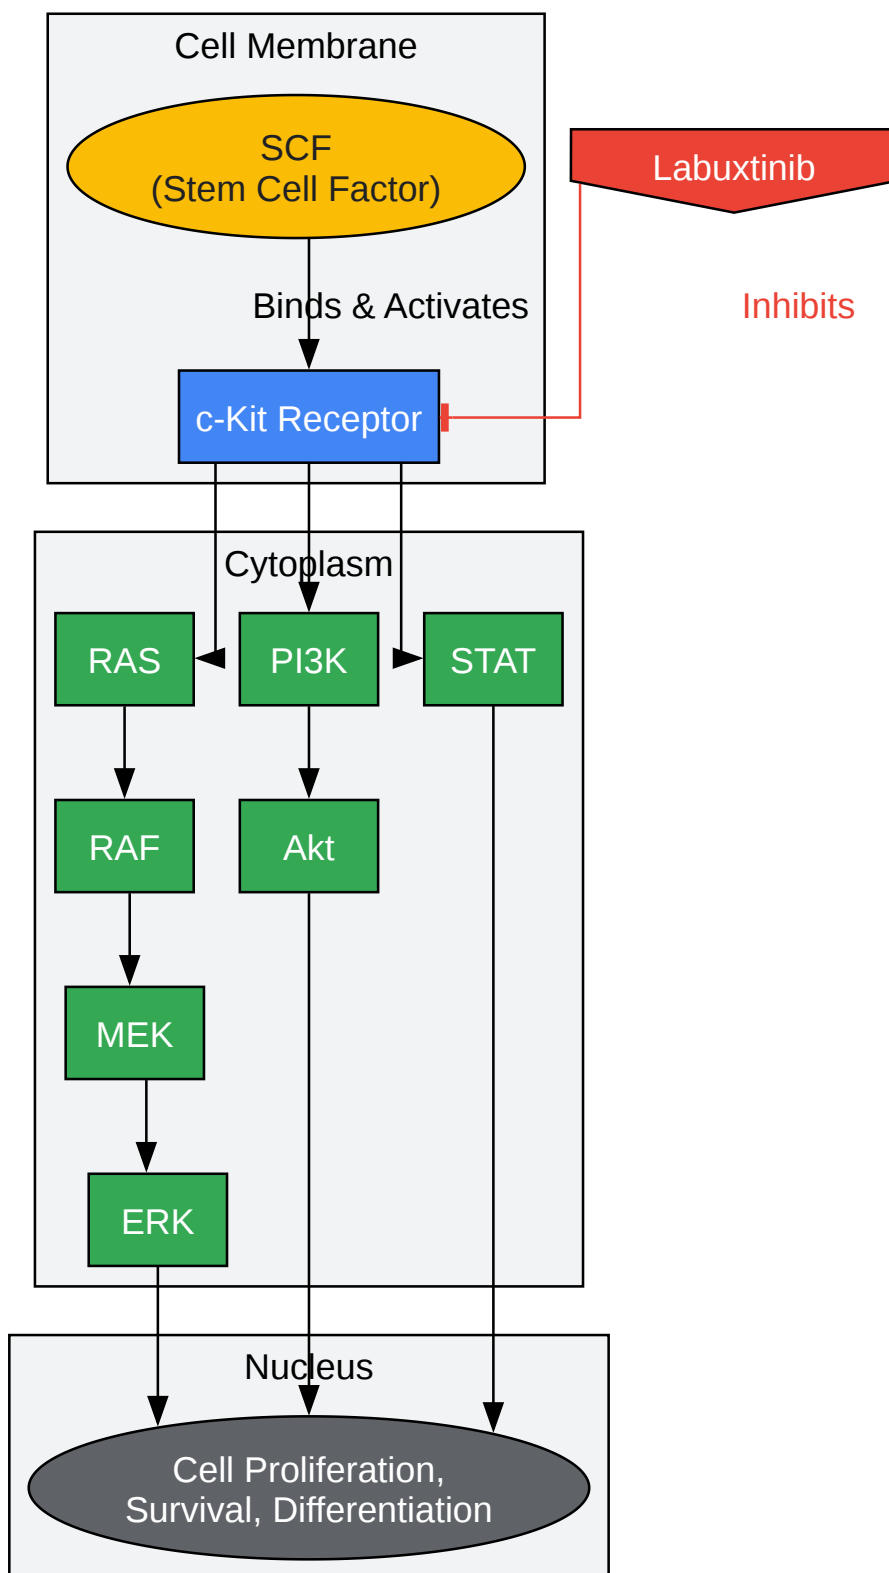 Cell Membrane
SCF
(Stem Cell Factor)
Labuxtinib
Binds & Activates
Inhibits
c-Kit Receptor
Cytoplasm
RAS
PI3K
STAT
RAF
Akt
MEK
ERK
Nucleus
Cell Proliferation,
Survival, Differentiation